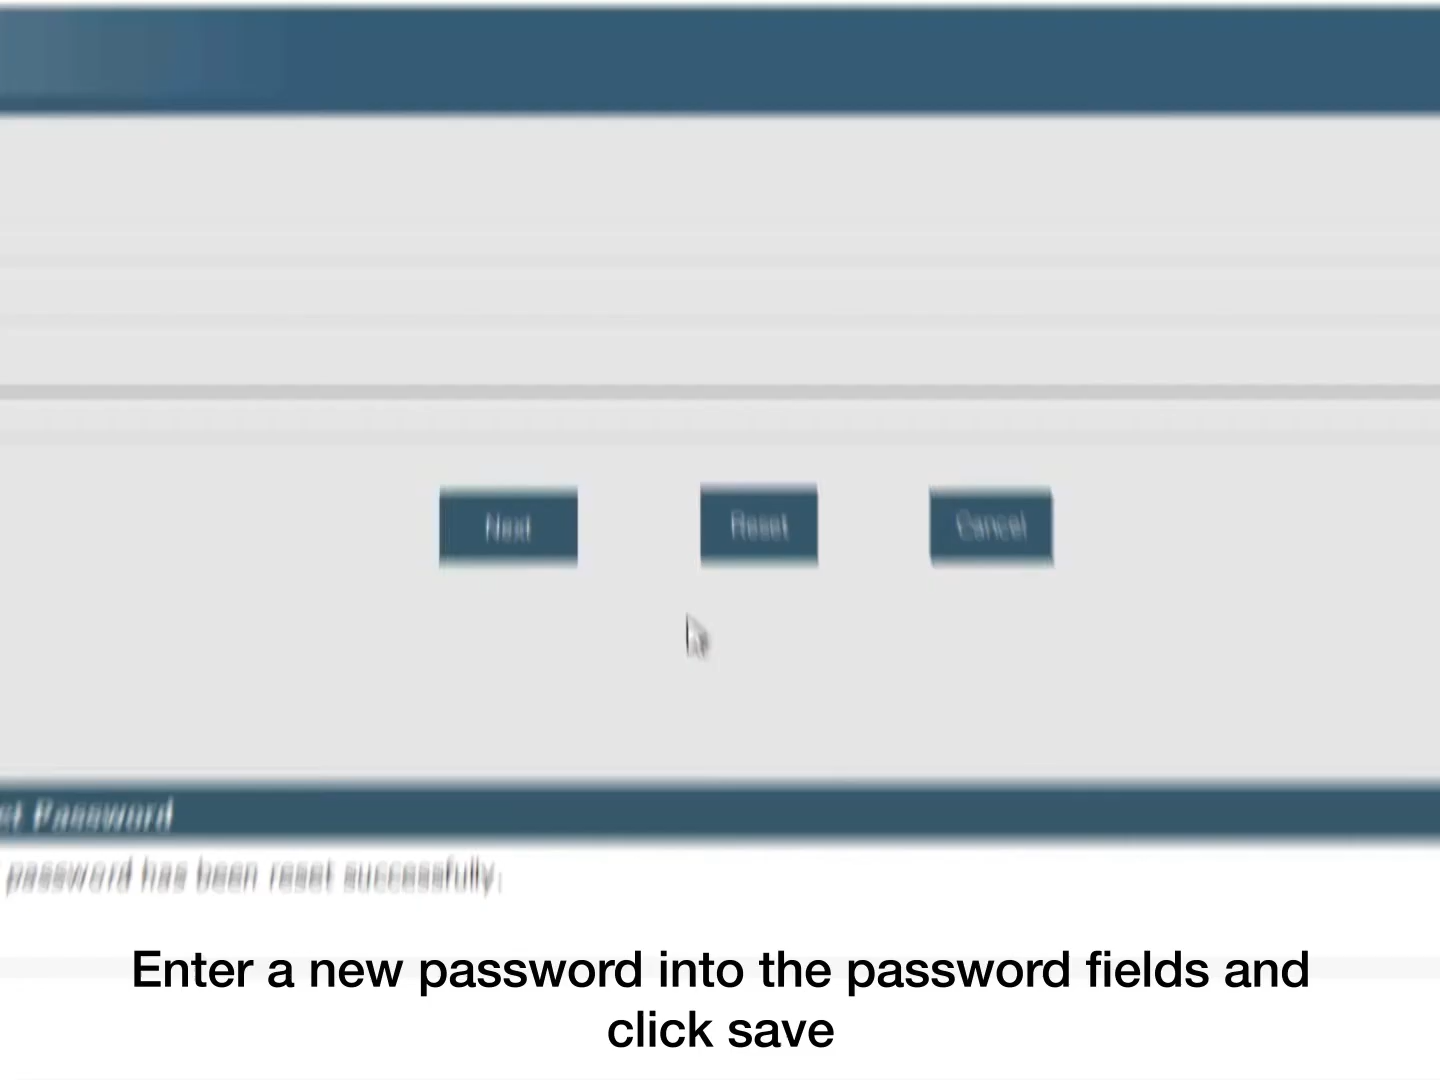 Next Reset Cancel
Password
password has been reset successfully.
Enter a new password into the password fields and
click save